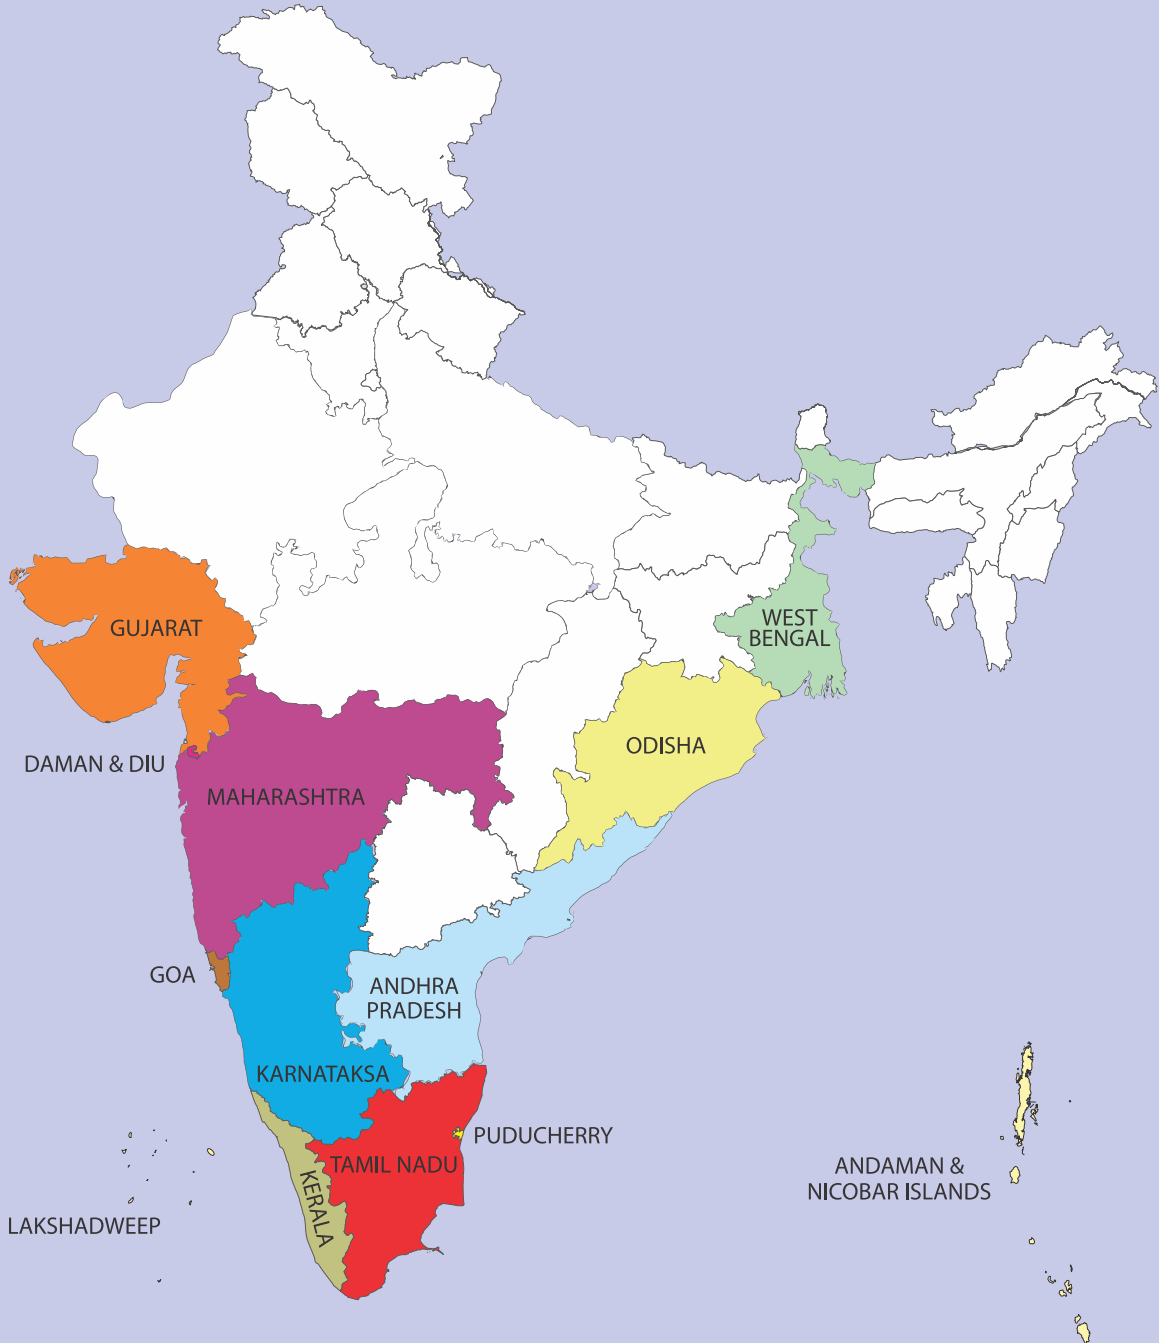 GUJARAT
WEST
BENGAL
ODISHA
DAMAN & DIU
MAHARASHTRA
GOA
ANDHRA
PRADESH
KARNATAKSA
PUDUCHERRY
TAMIL NADU
KERALA
ANDAMAN &
NICOBAR ISLANDS
LAKSHADWEEP